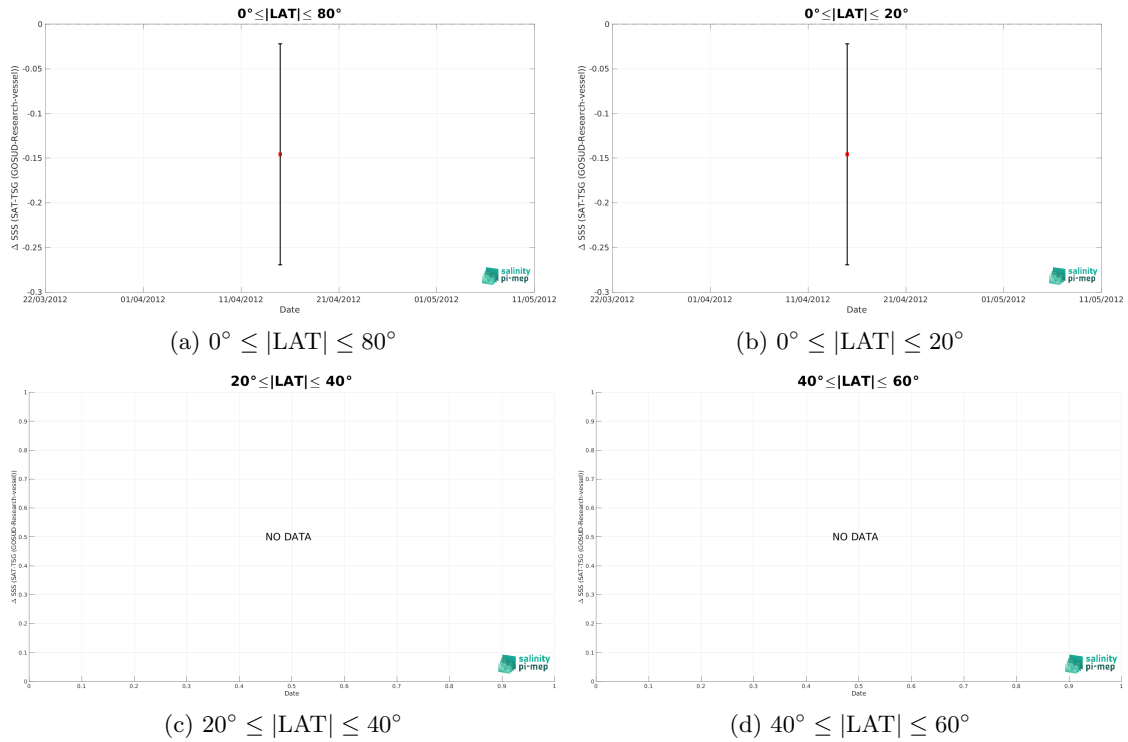 0°≤|LAT|≤ 80°
Δ SSS (SAT-TSG (GOSUD-Research-vessel))
0
-0.05
-0.1
-0.15
-0.2
-0.25
-0.3
22/03/2012 01/04/2012 11/04/2012 21/04/2012 01/05/2012 11/05/2012
Date
salinity
pi-mep
(a) 0° ≤ |LAT| ≤ 80°
0°≤|LAT|≤ 20°
Δ SSS (SAT-TSG (GOSUD-Research-vessel))
0
-0.05
-0.1
-0.15
-0.2
-0.25
-0.3
22/03/2012 01/04/2012 11/04/2012 21/04/2012 01/05/2012 11/05/2012
Date
salinity
pi-mep
(b) 0° ≤ |LAT| ≤ 20°
20°≤|LAT|≤ 40°
Δ SSS (SAT-TSG (GOSUD-Research-vessel))
1
0.9
0.8
0.7
0.6
0.5
0.4
0.3
0.2
0.1
0
NO DATA
0 0.1 0.2 0.3 0.4 0.5 0.6 0.7 0.8 0.9 1
Date
salinity
pi-mep
(c) 20° ≤ |LAT| ≤ 40°
40°≤|LAT|≤ 60°
Δ SSS (SAT-TSG (GOSUD-Research-vessel))
1
0.9
0.8
0.7
0.6
0.5
0.4
0.3
0.2
0.1
0
NO DATA
0 0.1 0.2 0.3 0.4 0.5 0.6 0.7 0.8 0.9 1
Date
salinity
pi-mep
(d) 40° ≤ |LAT| ≤ 60°